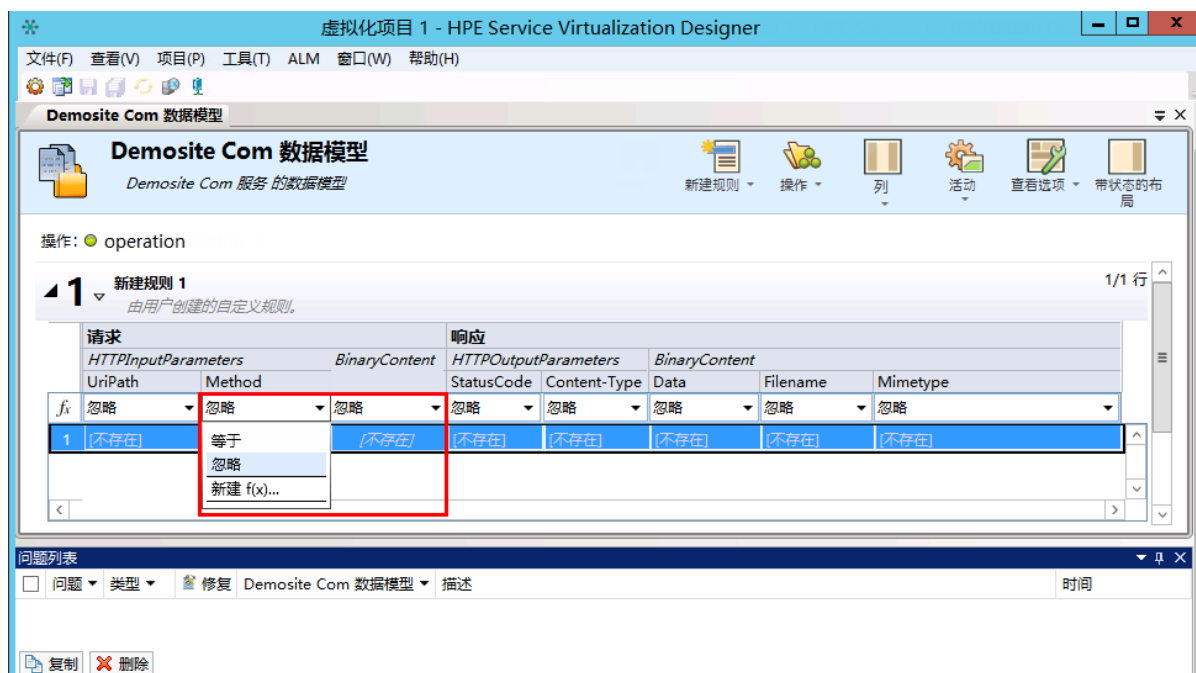 虚拟化项目 1 - HPE Service Virtualization Designer
文件(F) 查看(V) 项目(P) 工具(T) ALM 窗口(W) 帮助(H)
Demosite Com 数据模型
Demosite Com 数据模型
Demosite Com 服务 的数据模型
新建规则 操作 列 活动 查看选项 带状态的布局
操作: operation
1 新建规则 1 1/1 行
由用户创建的自定义规则。
请求 响应
HTTPInputParameters BinaryContent HTTPOutputParameters BinaryContent
UriPath Method StatusCode Content-Type Data Filename Mimetype
fx 忽略 忽略 忽略 忽略 忽略 忽略 忽略 忽略
1 [不存在] 等于 [不存在] [不存在] [不存在] [不存在] [不存在] [不存在]
忽略
新建 f(x)...
问题列表
问题 类型 修复 Demosite Com 数据模型 描述 时间
复制 删除